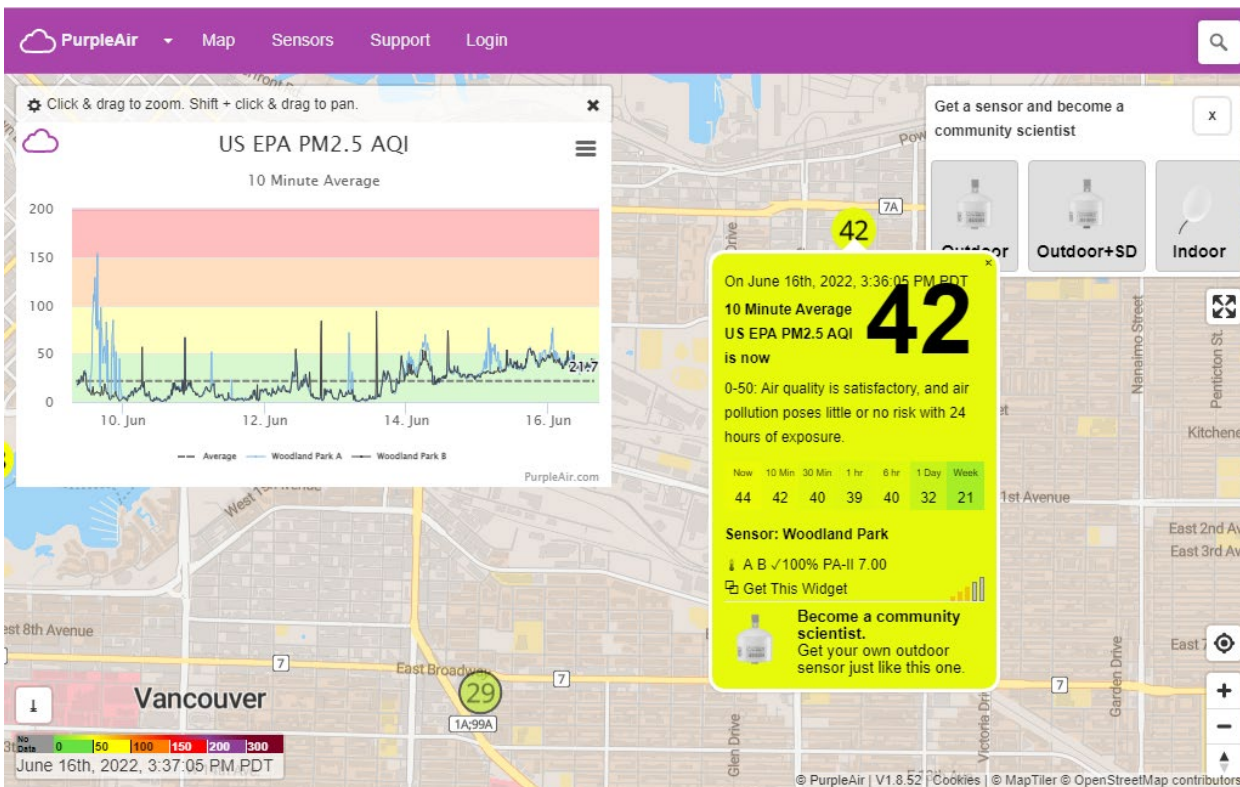 PurpleAir Map Sensors Support Login
Click & drag to zoom. Shift + click & drag to pan.
US EPA PM2.5 AQI
10 Minute Average
200
150
100
50
0
21.7
10. Jun 12. Jun 14. Jun 16. Jun
Average Woodland Park A Woodland Park B
PurpleAir.com
Get a sensor and become a
community scientist
x
Outdoor Outdoor+SD Indoor
7A
42
On June 16th, 2022, 3:36:05 PM PDT
10 Minute Average
US EPA PM2.5 AQI
is now
42
0-50: Air quality is satisfactory, and air
pollution poses little or no risk with 24
hours of exposure.
Now 10 Min 30 Min 1 hr 6 hr 1 Day Week
44 42 40 39 40 32 21
Sensor: Woodland Park
A B ✓100% PA-II 7.00
Get This Widget
Become a community
scientist.
Get your own outdoor
sensor just like this one.
Drive
Nanaimo Street
Penticton St.
Kitchene
1st Avenue
East 2nd Av
East 3rd Av
West 1st Avenue
est 8th Avenue
7
East Broadway
7
29
1A;99A
East 7
7
Garden Drive
Glen Drive
Victoria Dri
Vancouver
No Data 0 50 100 150 200 300
June 16th, 2022, 3:37:05 PM PDT
© PurpleAir | V1.8.52 | Cookies | © MapTiler © OpenStreetMap contributors